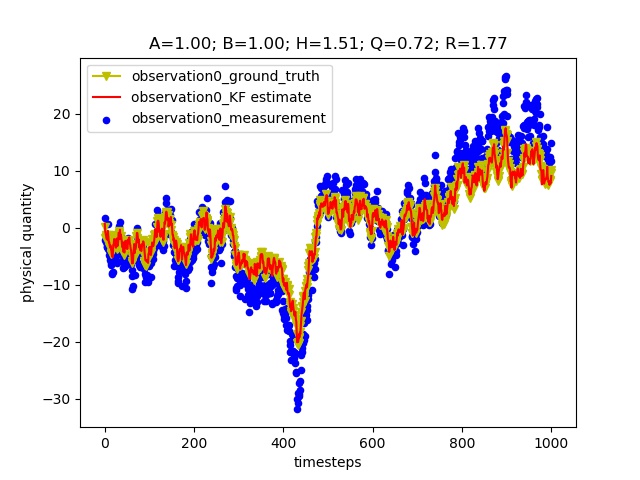 A=1.00; B=1.00; H=1.51; Q=0.72; R=1.77
observation0_ground_truth
observation0_KF estimate
observation0_measurement
physical quantity
20
10
0
−10
−20
−30
0 200 400 600 800 1000
timesteps